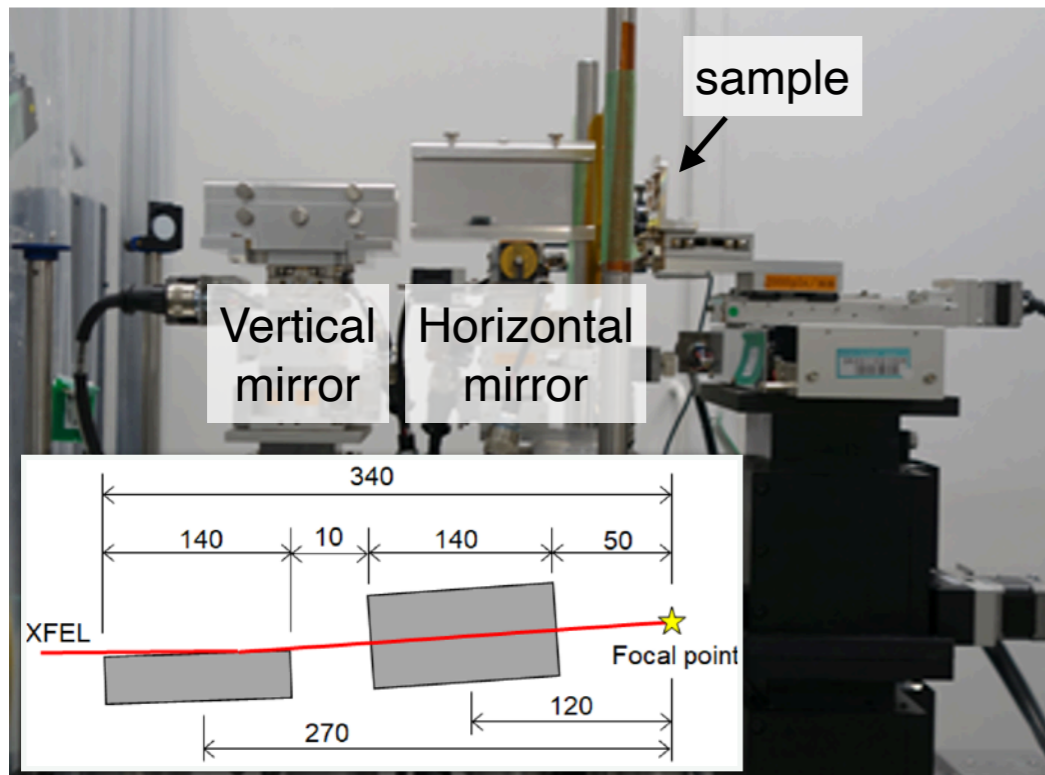 sample
Vertical
mirror
Horizontal
mirror
340
140
10
140
50
XFEL
Focal point
120
270